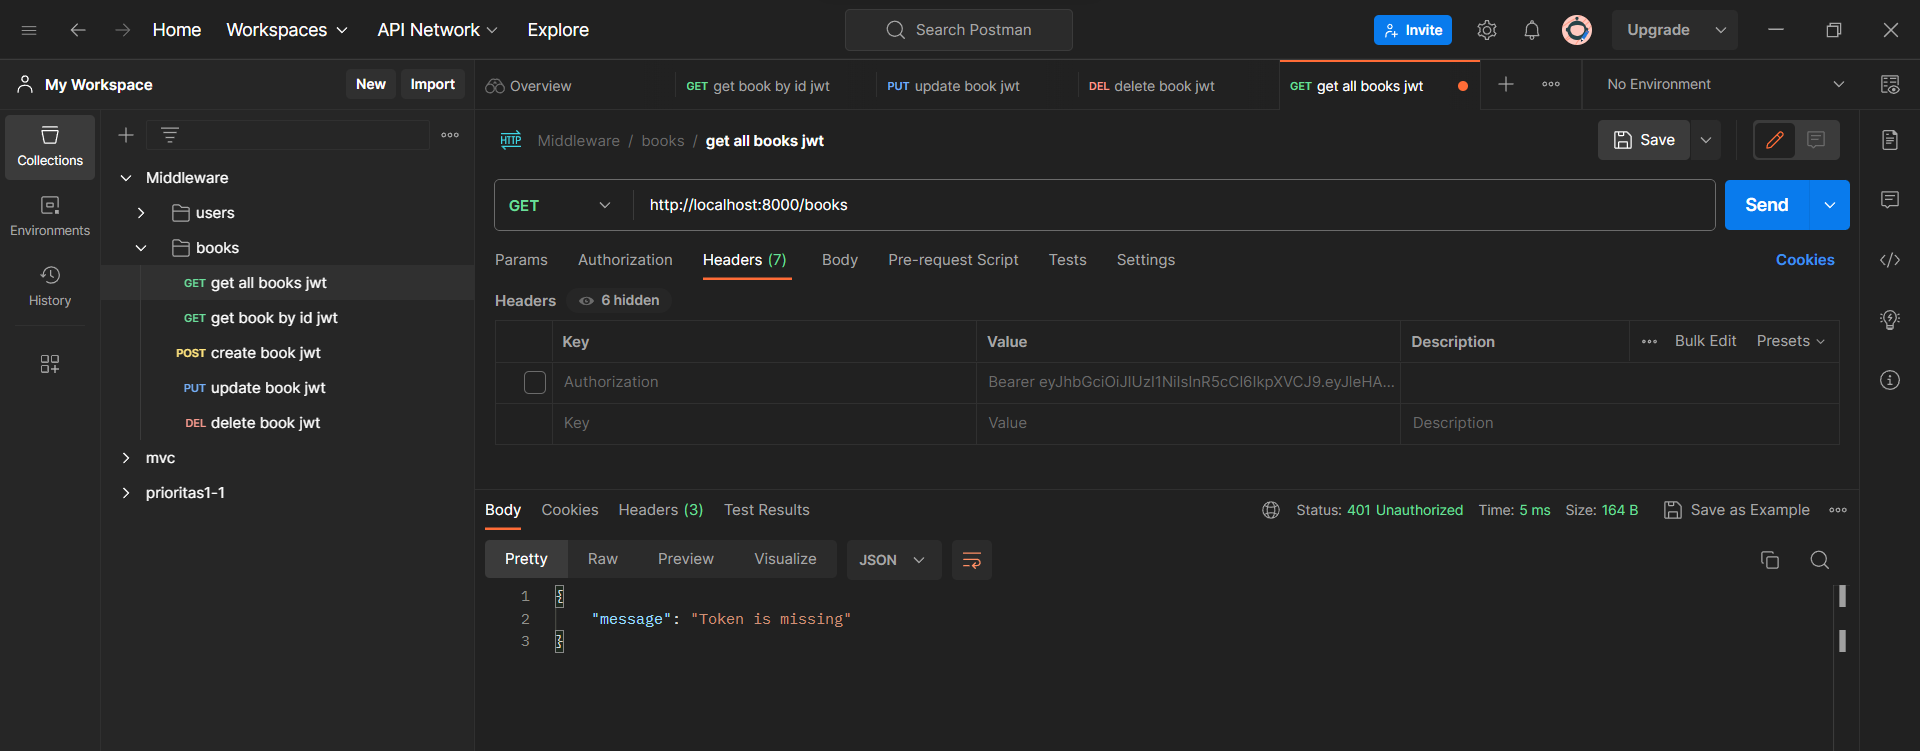 Home Workspaces API Network Explore Search Postman Invite Upgrade
My Workspace New Import Overview GET get book by id jwt PUT update book jwt DEL delete book jwt GET get all books jwt No Environment
Collections
Environments
History
Middleware
users
books
GET get all books jwt
GET get book by id jwt
POST create book jwt
PUT update book jwt
DEL delete book jwt
mvc
prioritas1-1
HTTP Middleware / books / get all books jwt Save
GET http://localhost:8000/books Send
Params Authorization Headers (7) Body Pre-request Script Tests Settings Cookies
Headers 6 hidden
Key Value Description Bulk Edit Presets
Authorization Bearer eyJhbGciOiJIUzI1NiIsInR5cCI6IkpXVCJ9.eyJleHA...
Key Value Description
Body Cookies Headers (3) Test Results Status: 401 Unauthorized Time: 5 ms Size: 164 B Save as Example
Pretty Raw Preview Visualize JSON
1 {
2 "message": "Token is missing"
3 }